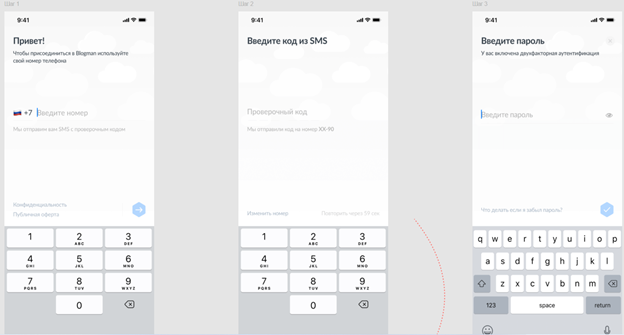 Шаг 1
9:41
Привет!
Чтобы присоединиться в Blogman используйте
свой номер телефона
+7 Введите номер
Мы отправим вам SMS с проверочным кодом
Конфиденциальность
Публичная оферта
1 2 3
ABC DEF
4 5 6
GHI JKL MNO
7 8 9
PQRS TUV WXYZ
0
Шаг 2
9:41
Введите код из SMS
Проверочный код
Мы отправили код на номер ХХ-90
Изменить номер
Повторить через 59 сек
1 2 3
ABC DEF
4 5 6
GHI JKL MNO
7 8 9
PQRS TUV WXYZ
0
Шаг 3
9:41
Введите пароль
У вас включена двухфакторная аутентификация
Введите пароль
Что делать если я забыл пароль?
q w e r t y u i o p
a s d f g h j k l
z x c v b n m
123 space return